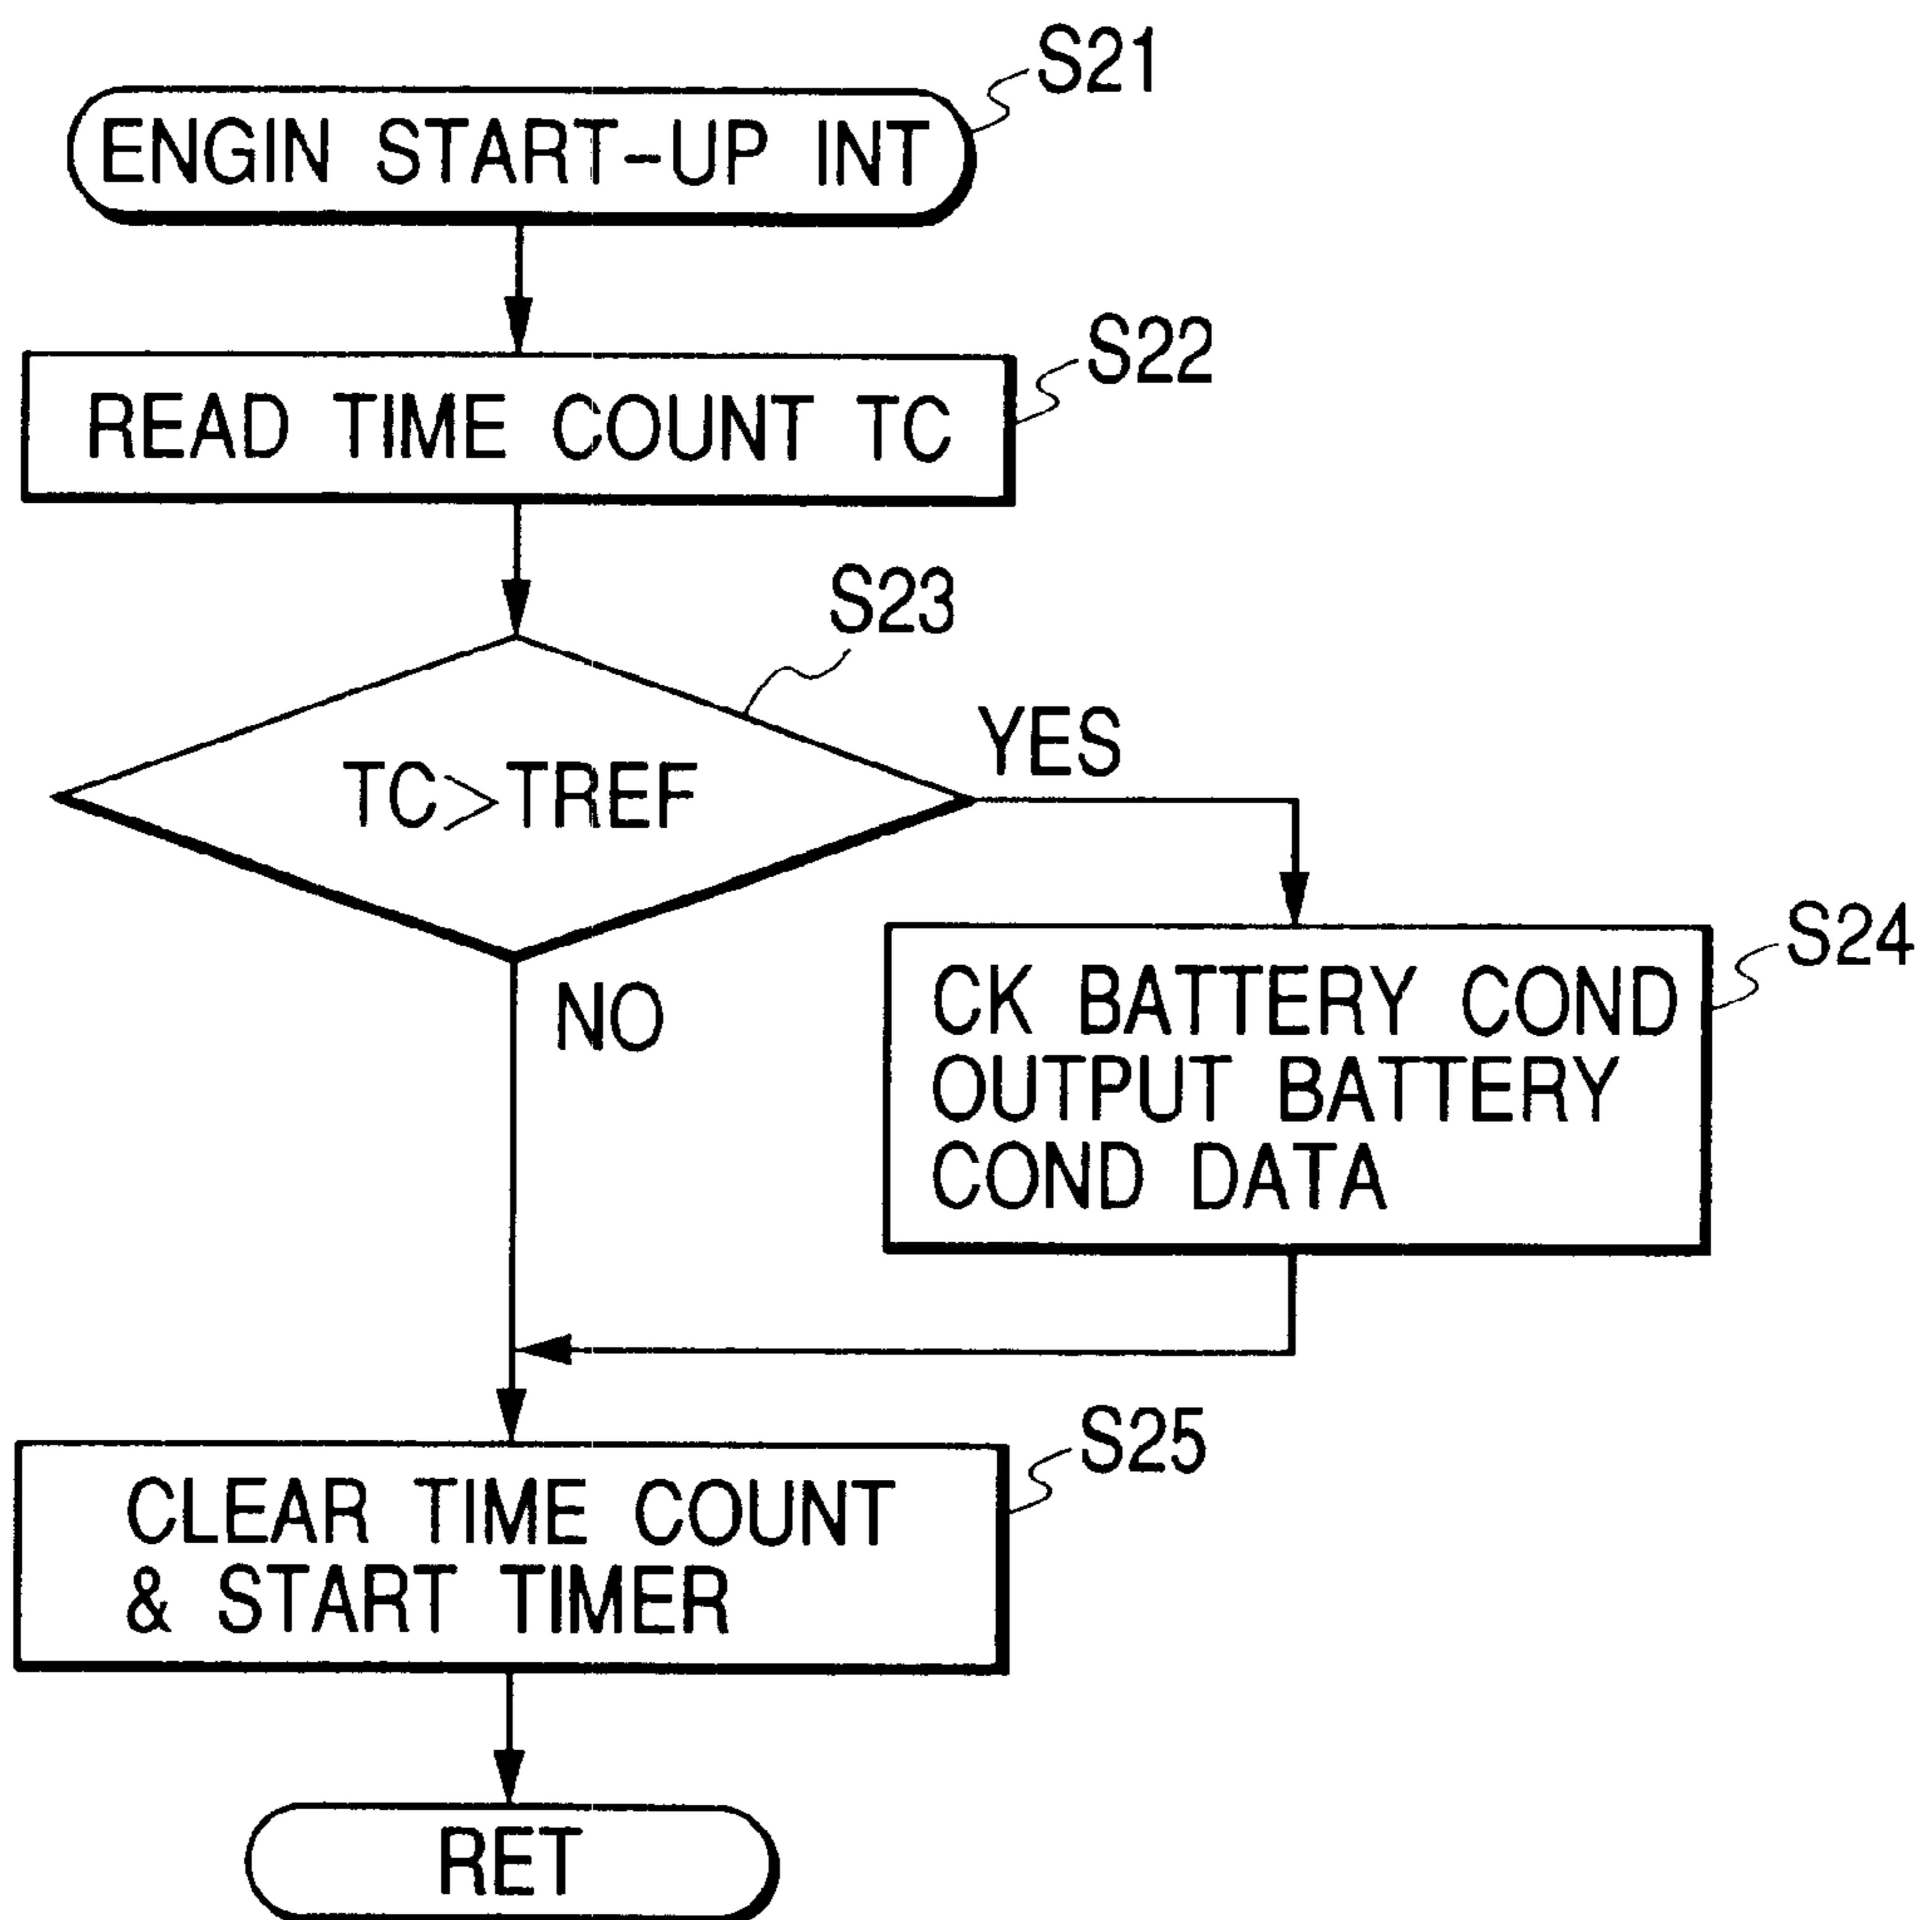 S21
ENGIN START-UP INT
S22
READ TIME COUNT TC
S23
TC>TREF
YES
NO
S24
CK BATTERY COND
OUTPUT BATTERY
COND DATA
S25
CLEAR TIME COUNT
& START TIMER
RET